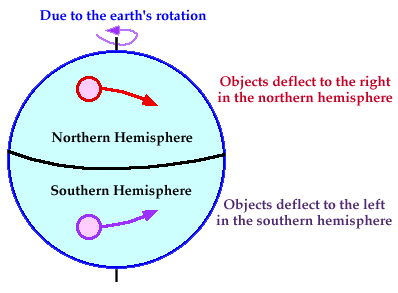 Due to the earth's rotation
Objects deflect to the right
in the northern hemisphere
Northern Hemisphere
Southern Hemisphere
Objects deflect to the left
in the southern hemisphere